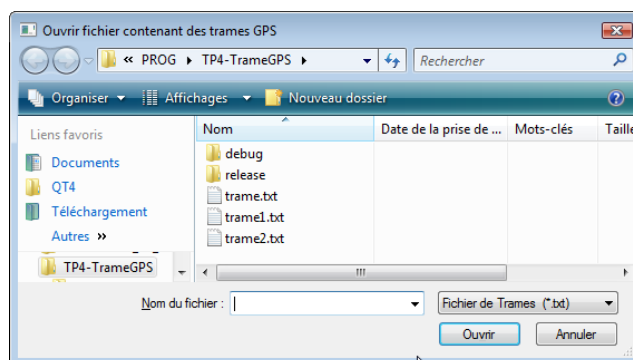 Ouvrir fichier contenant des trames GPS
« PROG TP4-TrameGPS
Rechercher
Organiser Affichages Nouveau dossier
Liens favoris
Documents
QT4
Téléchargement
Autres »
TP4-TrameGPS
Nom Date de la prise de ... Mots-clés Taille
debug
release
trame.txt
trame1.txt
trame2.txt
Nom du fichier :
Fichier de Trames (*.txt)
Ouvrir Annuler